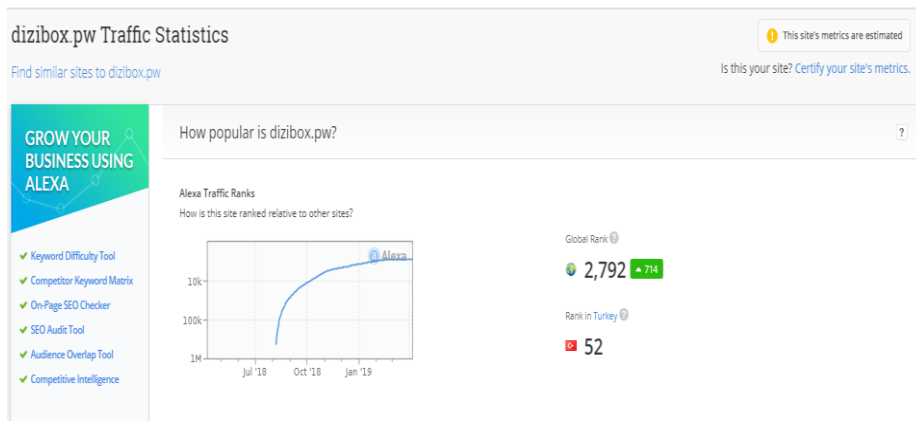 dizibox.pw Traffic Statistics
This site's metrics are estimated
Find similar sites to dizibox.pw
Is this your site? Certify your site's metrics.
GROW YOUR
BUSINESS USING
ALEXA
Keyword Difficulty Tool
Competitor Keyword Matrix
On-Page SEO Checker
SEO Audit Tool
Audience Overlap Tool
Competitive Intelligence
How popular is dizibox.pw?
?
Alexa Traffic Ranks
How is this site ranked relative to other sites?
Alexa
10k
100k
1M
Jul '18 Oct '18 Jan '19
Global Rank ?
2,792 714
Rank in Turkey ?
52